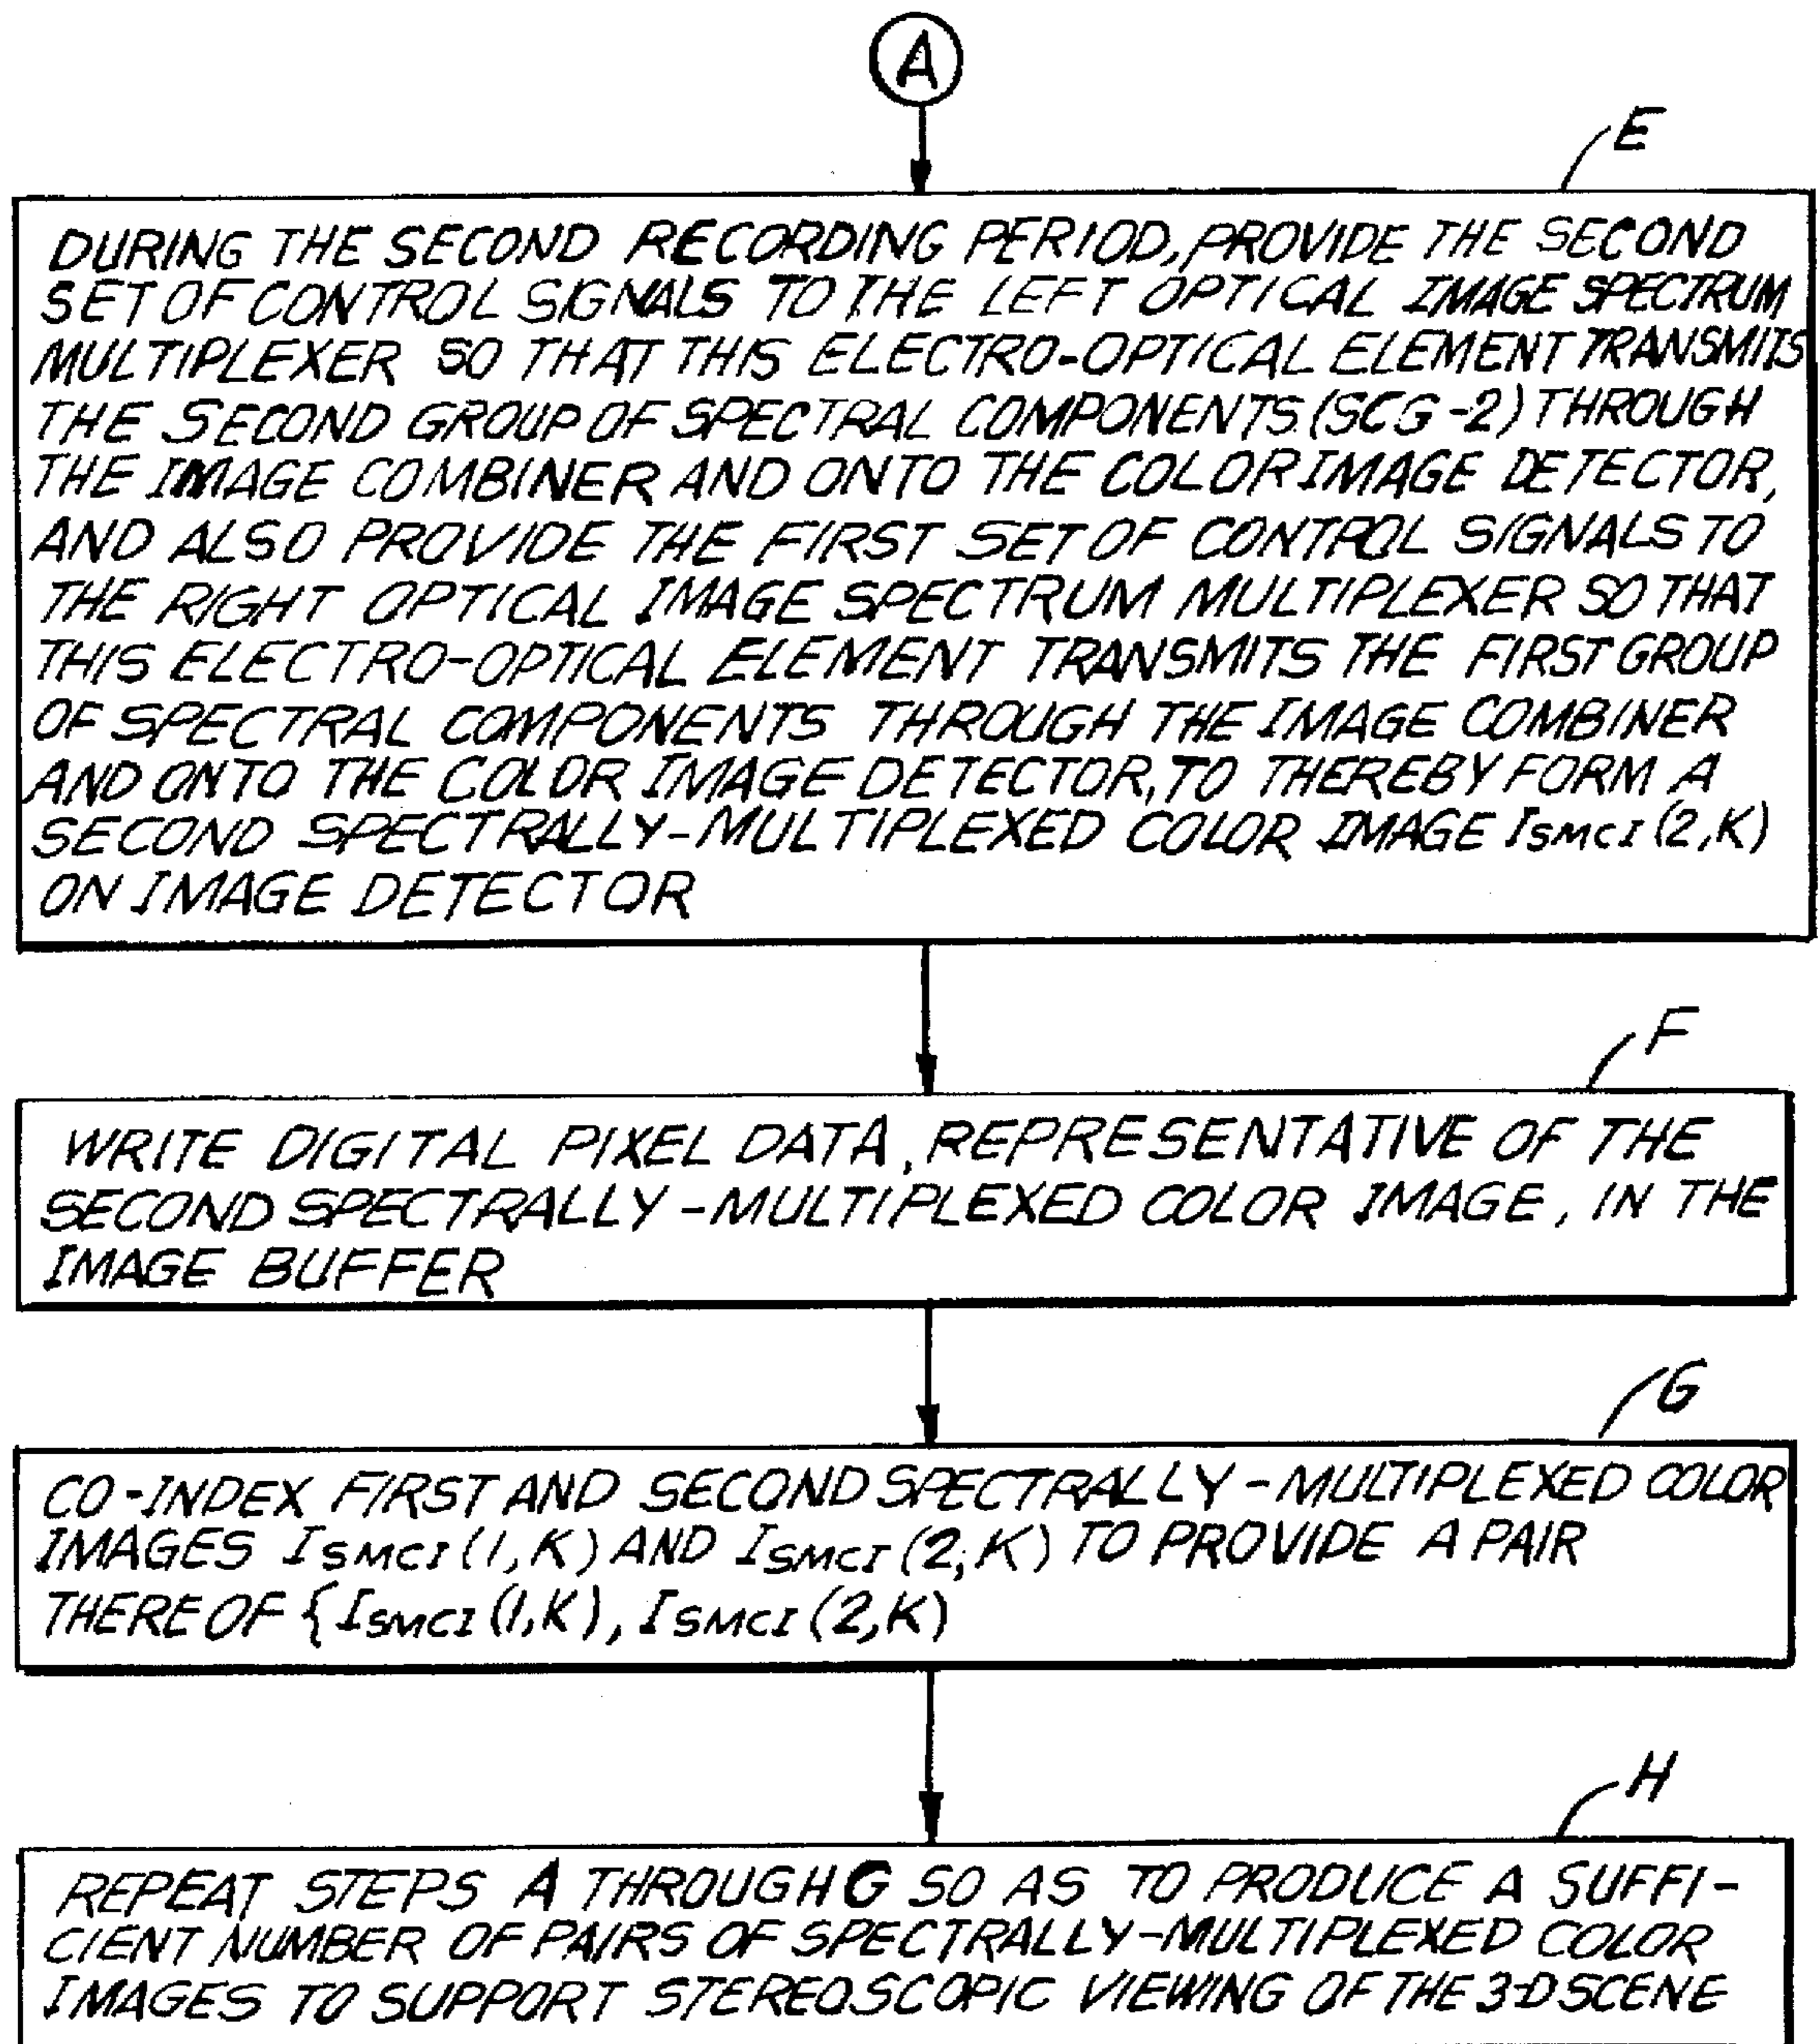 A
E
DURING THE SECOND RECORDING PERIOD, PROVIDE THE SECOND
SET OF CONTROL SIGNALS TO THE LEFT OPTICAL IMAGE SPECTRUM
MULTIPLEXER SO THAT THIS ELECTRO-OPTICAL ELEMENT TRANSMITS
THE SECOND GROUP OF SPECTRAL COMPONENTS (SCG-2) THROUGH
THE IMAGE COMBINER AND ONTO THE COLOR IMAGE DETECTOR,
AND ALSO PROVIDE THE FIRST SET OF CONTROL SIGNALS TO
THE RIGHT OPTICAL IMAGE SPECTRUM MULTIPLEXER SO THAT
THIS ELECTRO-OPTICAL ELEMENT TRANSMITS THE FIRST GROUP
OF SPECTRAL COMPONENTS THROUGH THE IMAGE COMBINER
AND ONTO THE COLOR IMAGE DETECTOR, TO THEREBY FORM A
SECOND SPECTRALLY-MULTIPLEXED COLOR IMAGE ISMCI (2,K)
ON IMAGE DETECTOR
F
WRITE DIGITAL PIXEL DATA, REPRESENTATIVE OF THE
SECOND SPECTRALLY-MULTIPLEXED COLOR IMAGE, IN THE
IMAGE BUFFER
G
CO-INDEX FIRST AND SECOND SPECTRALLY-MULTIPLEXED COLOR
IMAGES ISMCI (1,K) AND ISMCI (2,K) TO PROVIDE A PAIR
THERE OF {ISMCI (1,K), ISMCI (2,K)
H
REPEAT STEPS A THROUGH G SO AS TO PRODUCE A SUFFI-
CIENT NUMBER OF PAIRS OF SPECTRALLY-MULTIPLEXED COLOR
IMAGES TO SUPPORT STEREOSCOPIC VIEWING OF THE 3-D SCENE